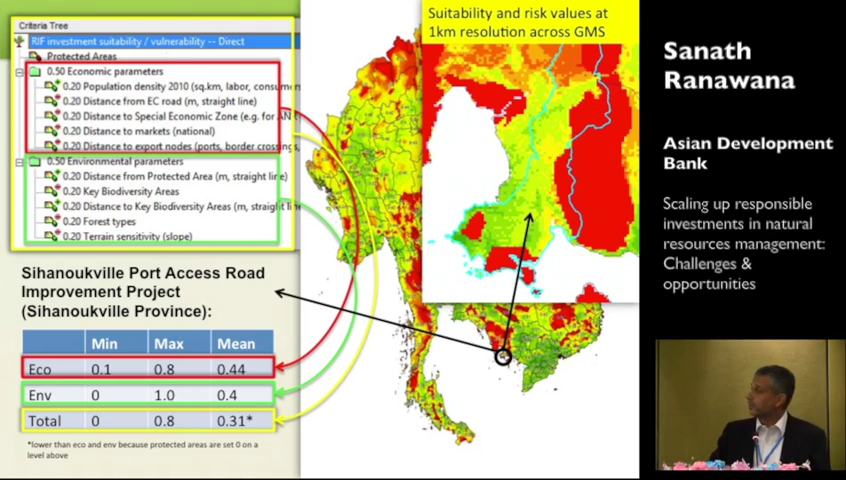 Criteria Tree
RIF investment suitability / vulnerability -- Direct
Protected Areas
0.50 Economic parameters
0.20 Population density 2010 (sq.km, labor, consumers
0.20 Distance from EC road (m, straight line)
0.20 Distance to Special Economic Zone (e.g. for
0.20 Distance to markets (national)
0.20 Distance to export nodes (ports, border crossings,
0.50 Environmental parameters
0.20 Distance from Protected Area (m, straight line)
0.20 Key Biodiversity Areas
0.20 Distance to Key Biodiversity Areas (m, straight line
0.20 Forest types
0.20 Terrain sensitivity (slope)
Sihanoukville Port Access Road
Improvement Project
(Sihanoukville Province):
Min Max Mean
Eco 0.1 0.8 0.44
Env 0 1.0 0.4
Total 0 0.8 0.31*
*lower than eco and env because protected areas are set 0 on a
level above
Suitability and risk values at
1km resolution across GMS
Sanath
Ranawana
Asian Development
Bank
Scaling up responsible
investments in natural
resources management:
Challenges &
opportunities